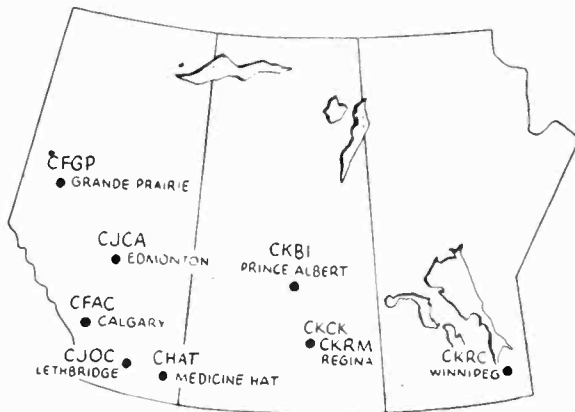 CFGP
GRANDE PRAIRIE
CJCA
EDMONTON
CKBI
PRINCE ALBERT
CFAC
CALGARY
CKCK
CKRM
REGINA
CJOC
LETHBRIDGE
CHAT
MEDICINE HAT
CKRC
WINNIPEG